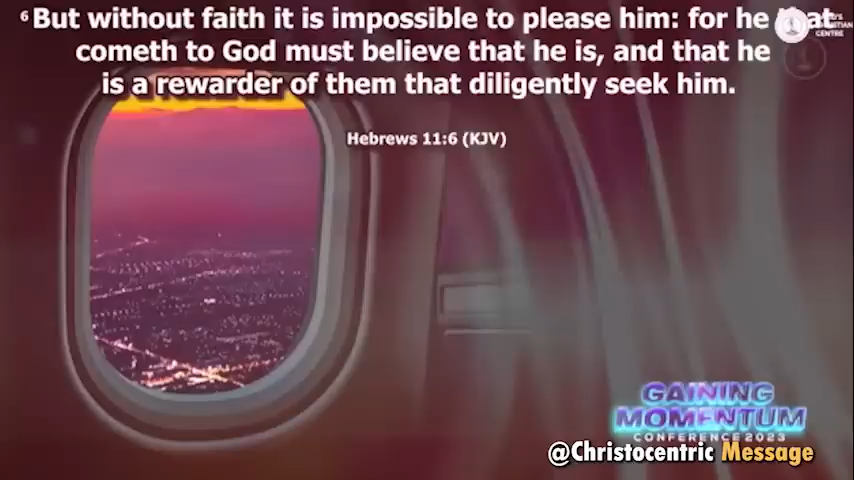 6 But without faith it is impossible to please him: for he that
cometh to God must believe that he is, and that he
is a rewarder of them that diligently seek him.
Hebrews 11:6 (KJV)
CENTRE
GAINING
MOMENTUM
CONFERENCE 2023
@Christocentric Message